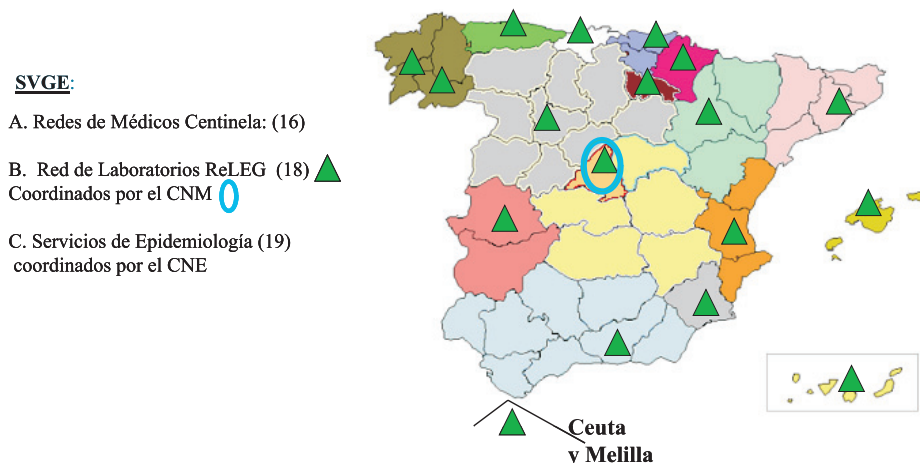 SVGE:
A. Redes de Médicos Centinela: (16)
B. Red de Laboratorios ReLEG (18)
Coordinados por el CNM
C. Servicios de Epidemiología (19)
coordinados por el CNE
Ceuta
y Melilla